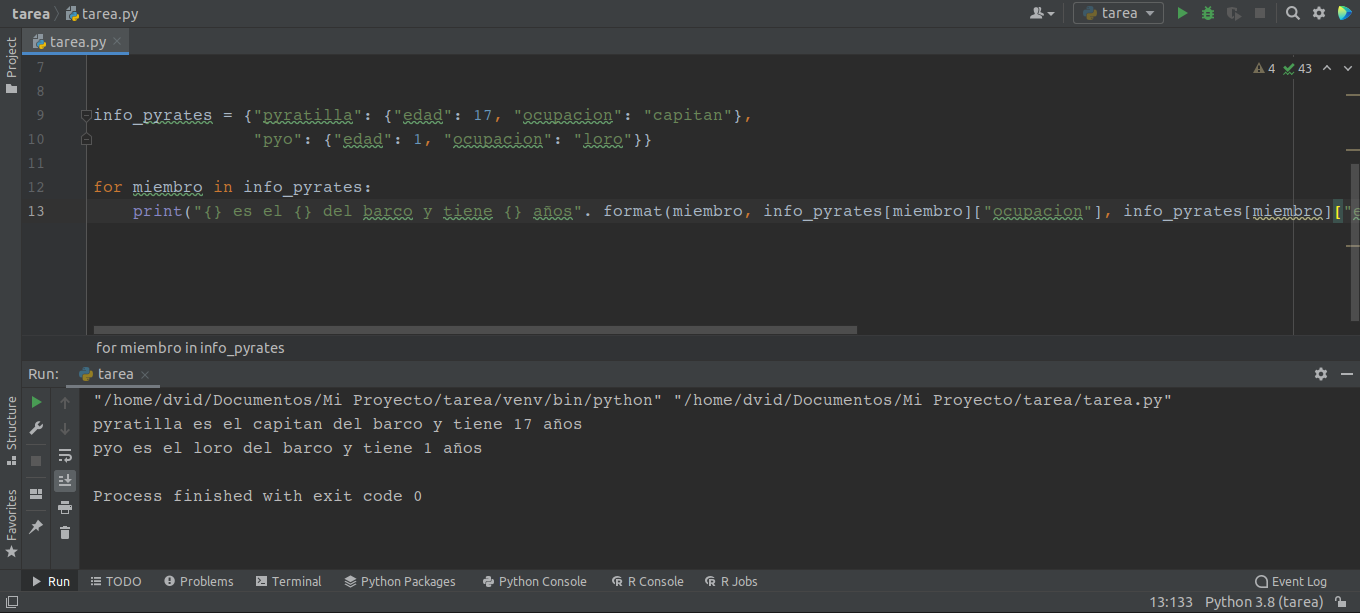 tarea tarea.py
tarea
Project
tarea.py
4 43
7
8
9 info_pyrates = {"pyratilla": {"edad": 17, "ocupacion": "capitan"},
10 "pyo": {"edad": 1, "ocupacion": "loro"}}
11
12 for miembro in info_pyrates:
13 print("{} es el {} del barco y tiene {} años". format(miembro, info_pyrates[miembro]["ocupacion"], info_pyrates[miembro]["e
for miembro in info_pyrates
Run: tarea
"/home/dvid/Documentos/Mi Proyecto/tarea/venv/bin/python" "/home/dvid/Documentos/Mi Proyecto/tarea/tarea.py"
pyratilla es el capitan del barco y tiene 17 años
pyo es el loro del barco y tiene 1 años
Process finished with exit code 0
Structure
Favorites
Run TODO Problems Terminal Python Packages Python Console R Console R Jobs Event Log
13:133 Python 3.8 (tarea)